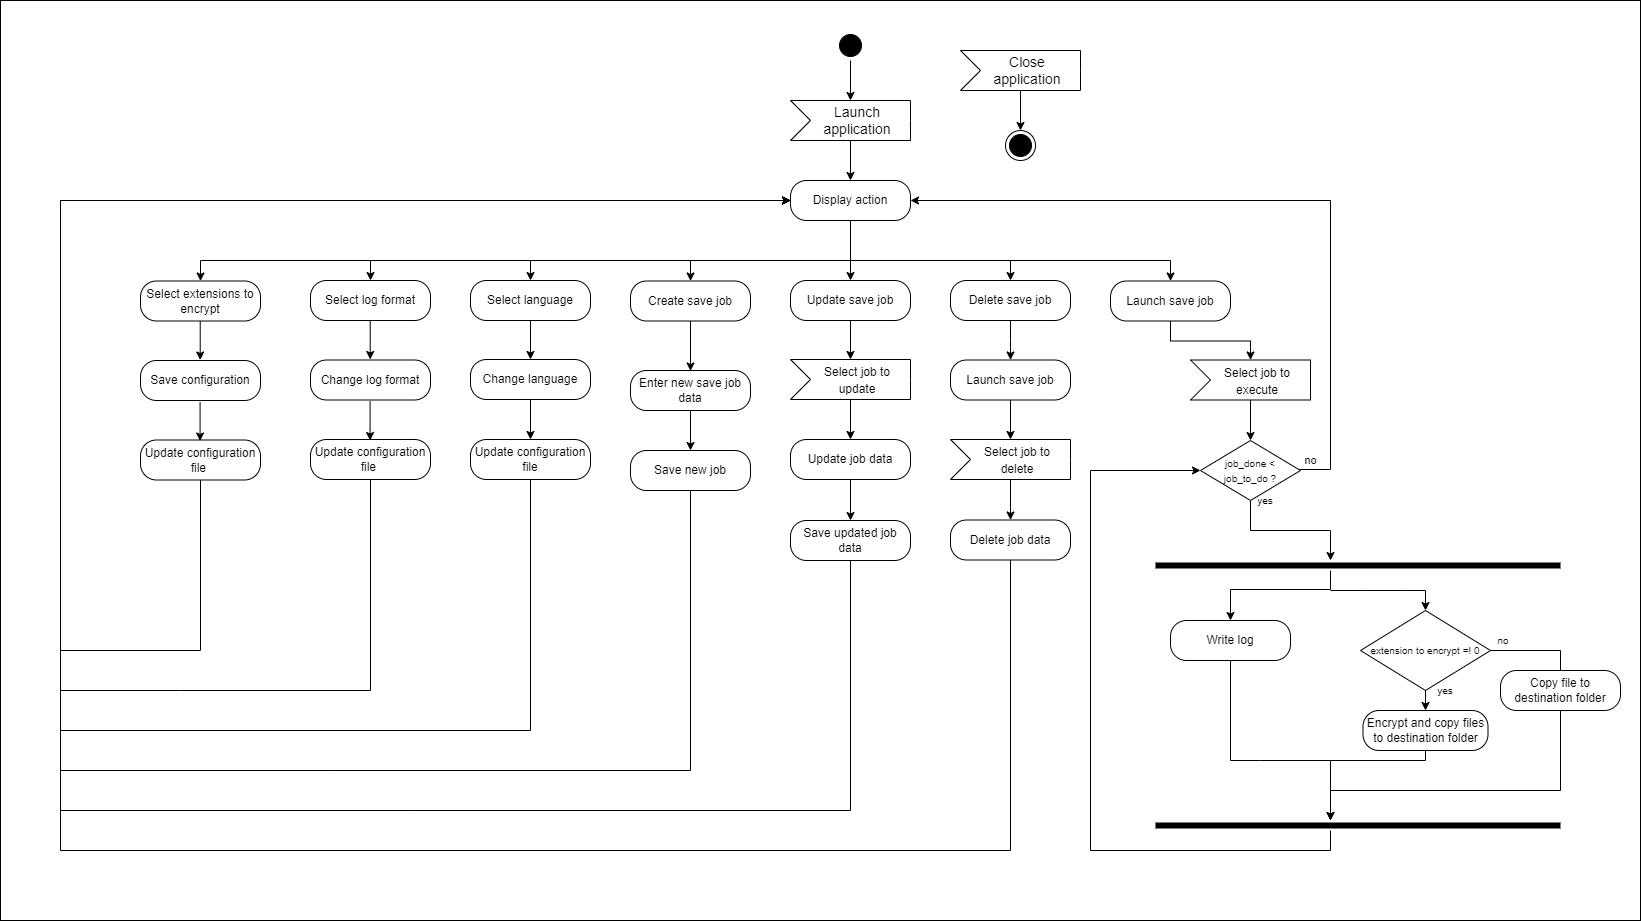 Close
application
Launch
application
Display action
Select extensions to
encrypt
Select log format
Select language
Create save job
Update save job
Delete save job
Launch save job
Save configuration
Change log format
Change language
Enter new save job
data
Select job to
update
Launch save job
Select job to
execute
Update configuration
file
Update configuration
file
Update configuration
file
Save new job
Update job data
Select job to
delete
job_done <
job_to_do ?
no
yes
Save updated job
data
Delete job data
Write log
extension to encrypt =! 0
no
yes
Copy file to
destination folder
Encrypt and copy files
to destination folder